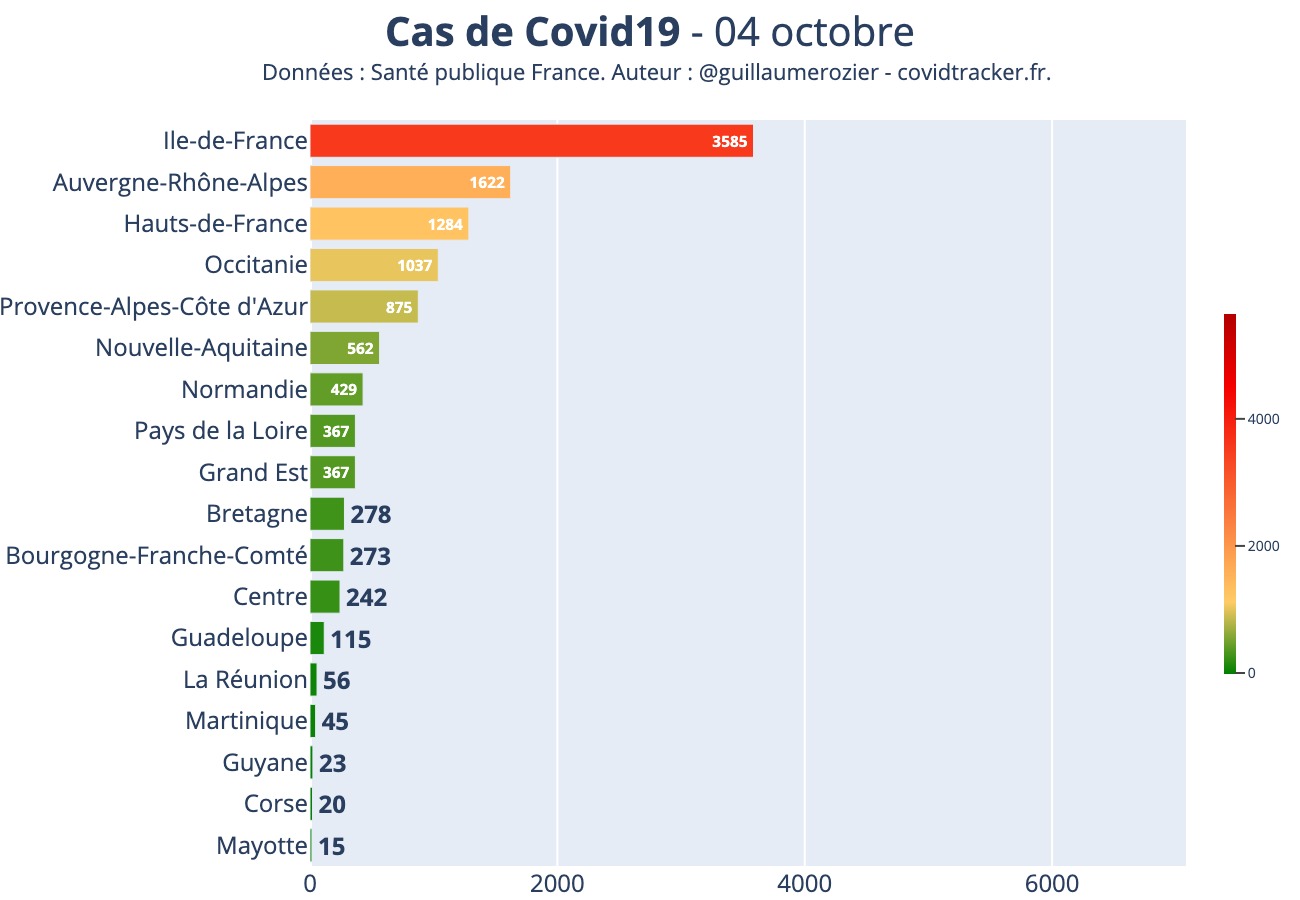 Cas de Covid19 - 04 octobre
Données : Santé publique France. Auteur : @guillaumerozier - covidtracker.fr.
Ile-de-France 3585
Auvergne-Rhône-Alpes 1622
Hauts-de-France 1284
Occitanie 1037
Provence-Alpes-Côte d'Azur 875
Nouvelle-Aquitaine 562
Normandie 429
Pays de la Loire 367
Grand Est 367
Bretagne 278
Bourgogne-Franche-Comté 273
Centre 242
Guadeloupe 115
La Réunion 56
Martinique 45
Guyane 23
Corse 20
Mayotte 15
0 2000 4000 6000
4000
2000
0